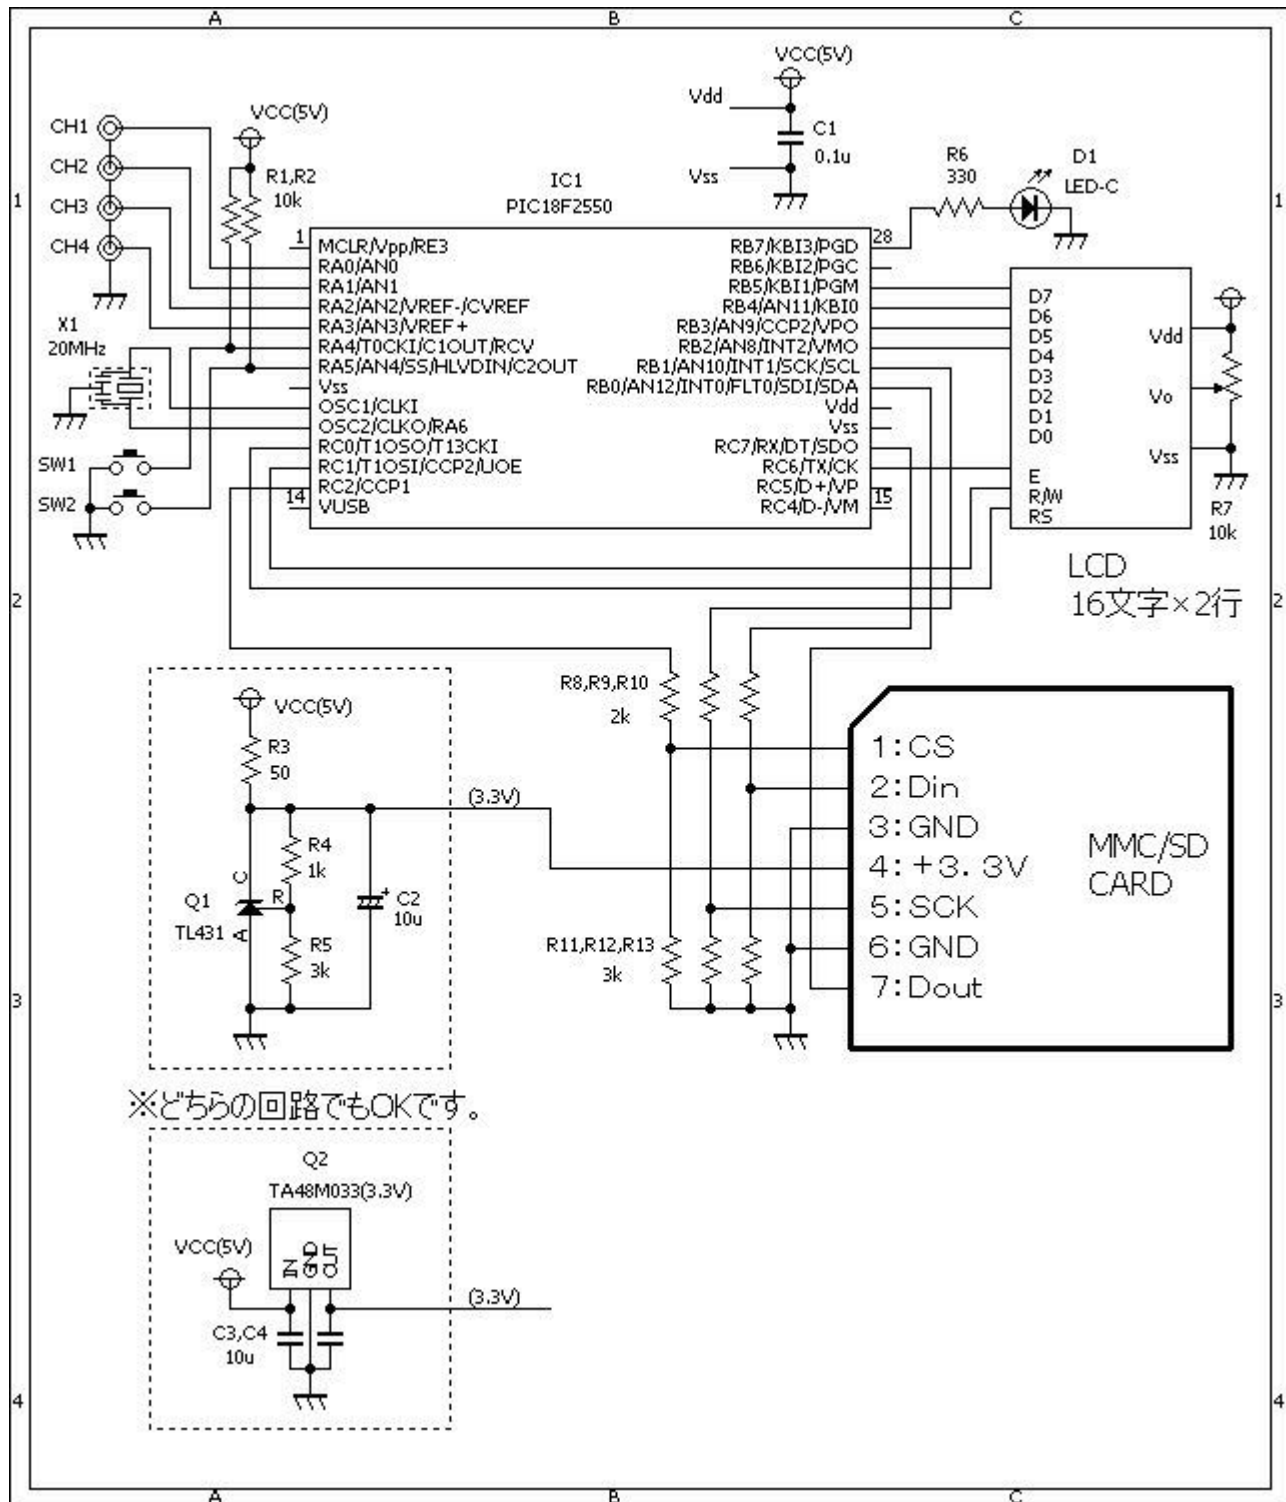 A B C
VCC(5V)
Vdd
C1
0.1u
Vss
VCC(5V)
CH1
CH2
CH3
CH4
R1,R2
10k
R6
330
D1
LED-C
1
1
IC1
PIC18F2550
1
28
MCLR/Vpp/RE3
RA0/AN0
RA1/AN1
RA2/AN2/VREF-/CVREF
RA3/AN3/VREF+
RA4/T0CKI/C1OUT/RCV
RA5/AN4/SS/HLVDIN/C2OUT
Vss
OSC1/CLKI
OSC2/CLKO/RA6
RC0/T1OSO/T13CKI
RC1/T1OSI/CCP2/UOE
RC2/CCP1
VUSB
14
RB7/KBI3/PGD
RB6/KBI2/PGC
RB5/KBI1/PGM
RB4/AN11/KBI0
RB3/AN9/CCP2/VPO
RB2/AN8/INT2/VMO
RB1/AN10/INT1/SCK/SCL
RB0/AN12/INT0/FLT0/SDI/SDA
Vdd
Vss
RC7/RX/DT/SDO
RC6/TX/CK
RC5/D+/VP
RC4/D-/VM
15
X1
20MHz
SW1
SW2
D7
D6
D5
D4
D3
D2
D1
D0
E
R/W
RS
Vdd
Vo
Vss
R7
10k
LCD
16文字×2行
2
2
VCC(5V)
R3
50
(3.3V)
R4
1k
C
Q1
R
TL431
A
C2
+
10u
R5
3k
R8,R9,R10
2k
R11,R12,R13
3k
1:CS
2:Din
3:GND
4:+3.3V
5:SCK
6:GND
7:Dout
MMC/SD
CARD
3
3
※どちらの回路でもOKです。
Q2
TA48M033(3.3V)
VCC(5V)
IN
GND
OUT
(3.3V)
C3,C4
10u
4
4
A B C